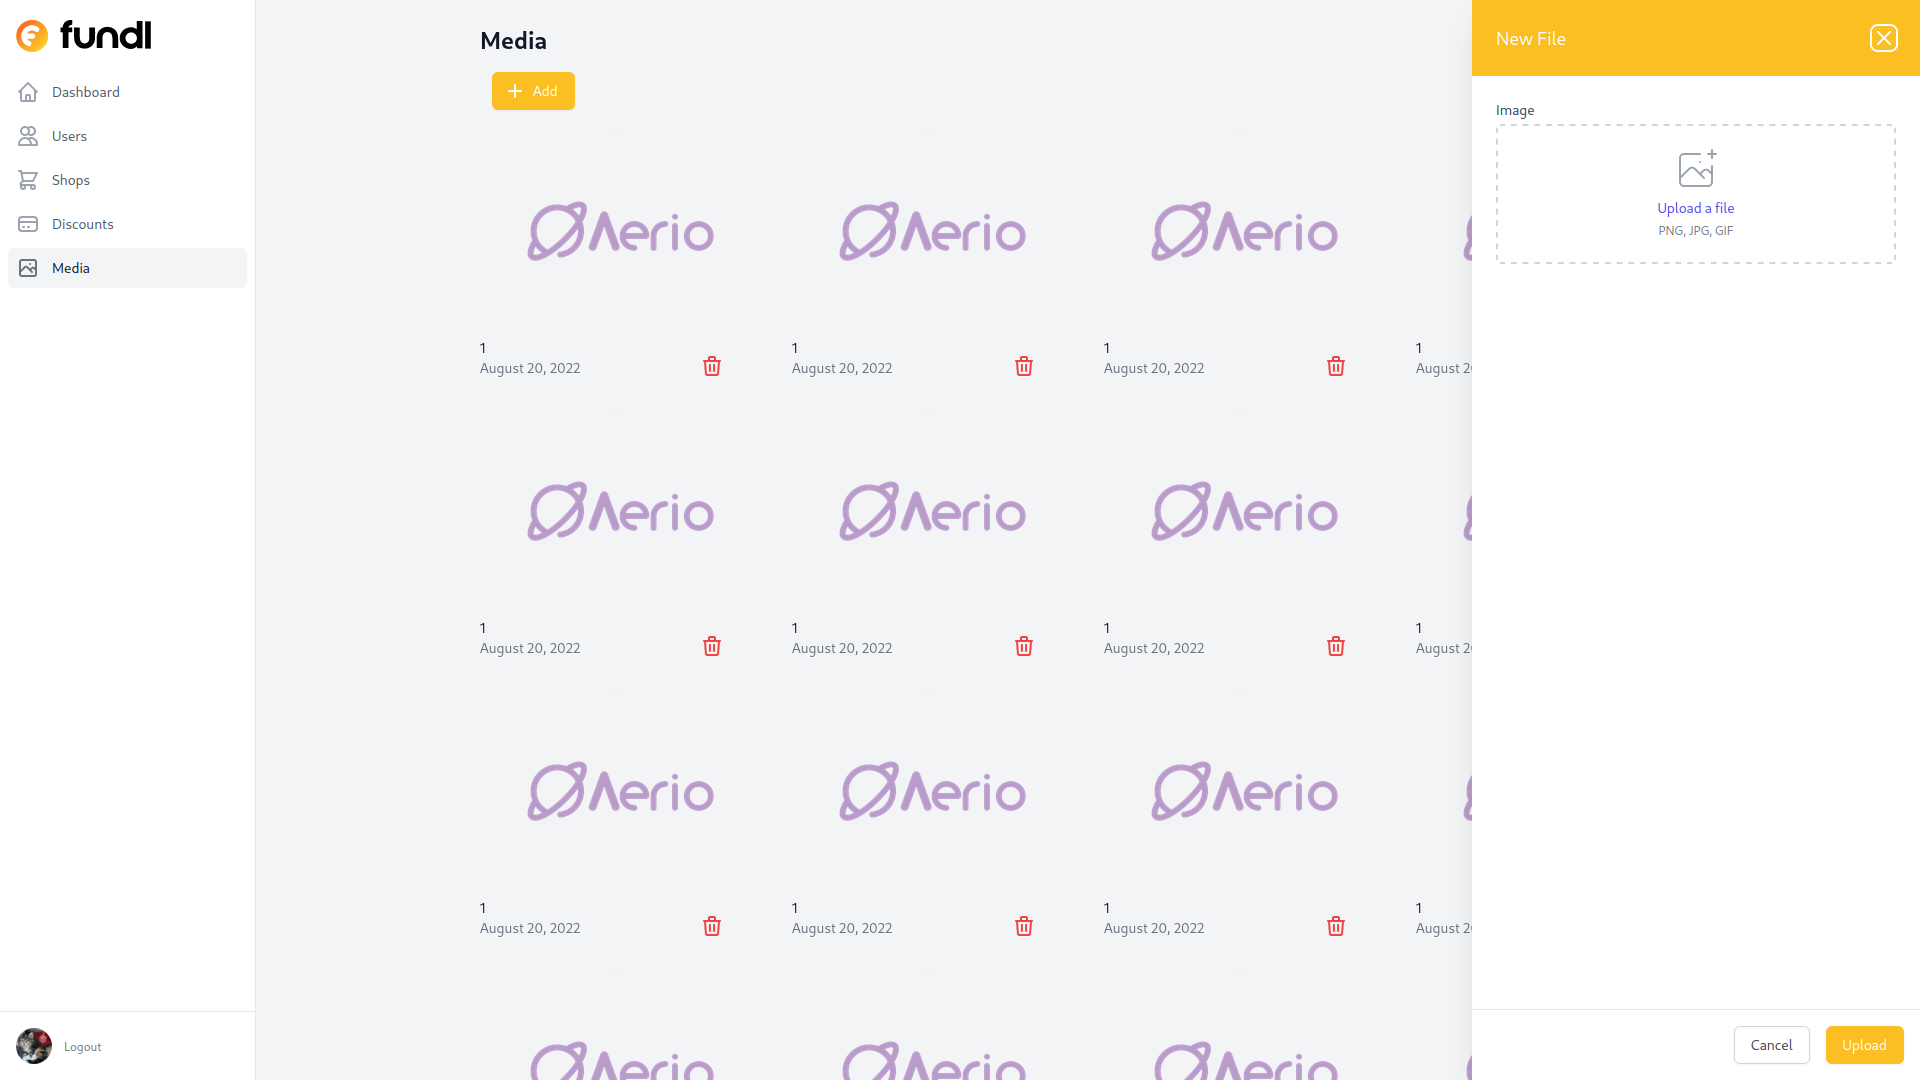 fundl
Dashboard
Users
Shops
Discounts
Media
Logout
Media
Add
Aerio
Aerio
Aerio
1
August 20, 2022
1
August 20, 2022
1
August 20, 2022
1
August 2
Aerio
Aerio
Aerio
1
August 20, 2022
1
August 20, 2022
1
August 20, 2022
1
August 2
Aerio
Aerio
Aerio
1
August 20, 2022
1
August 20, 2022
1
August 20, 2022
1
August 2
Aerio
Aerio
Aerio
New File
Image
Upload a file
PNG, JPG, GIF
Cancel
Upload